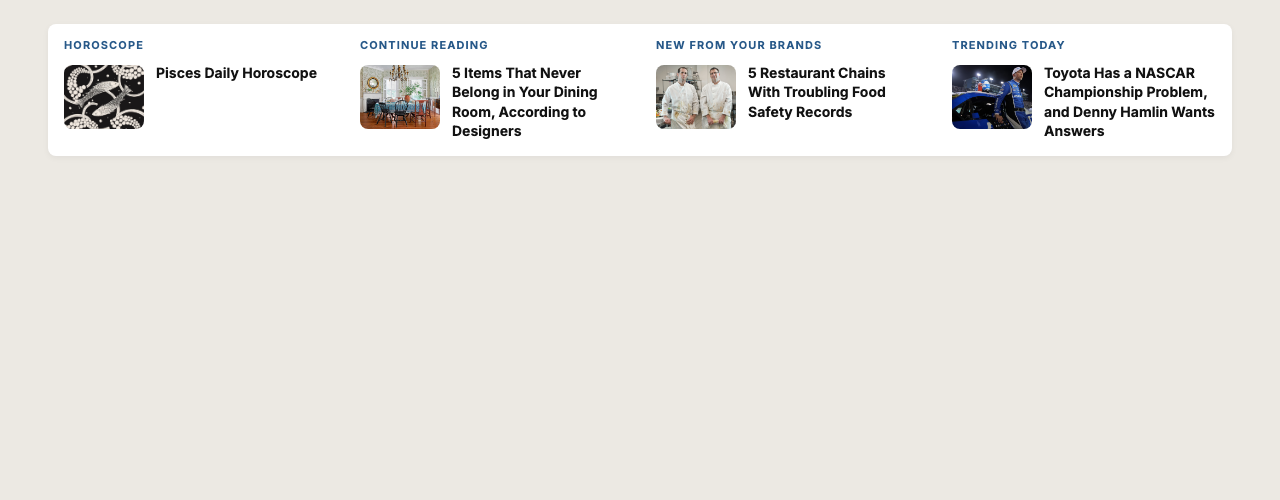 HOROSCOPE
Pisces Daily Horoscope
CONTINUE READING
5 Items That Never
Belong in Your Dining
Room, According to
Designers
NEW FROM YOUR BRANDS
5 Restaurant Chains
With Troubling Food
Safety Records
TRENDING TODAY
Toyota Has a NASCAR
Championship Problem,
and Denny Hamlin Wants
Answers